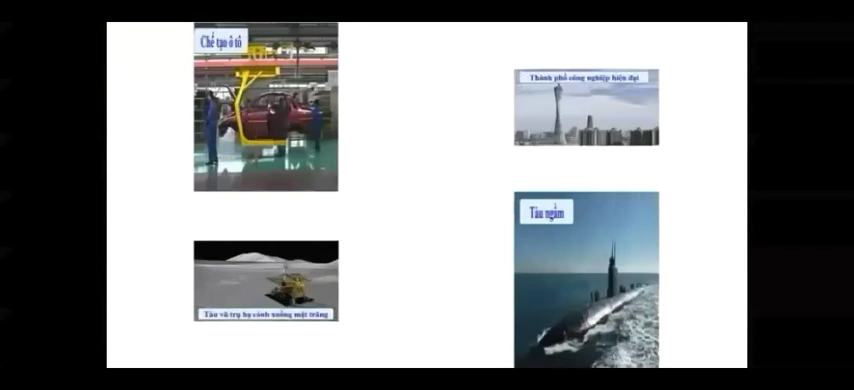 Chế tạo ô tô
Thành phố công nghiệp hiện đại
Tàu ngầm
Tàu vũ trụ hạ cánh xuống mặt trăng